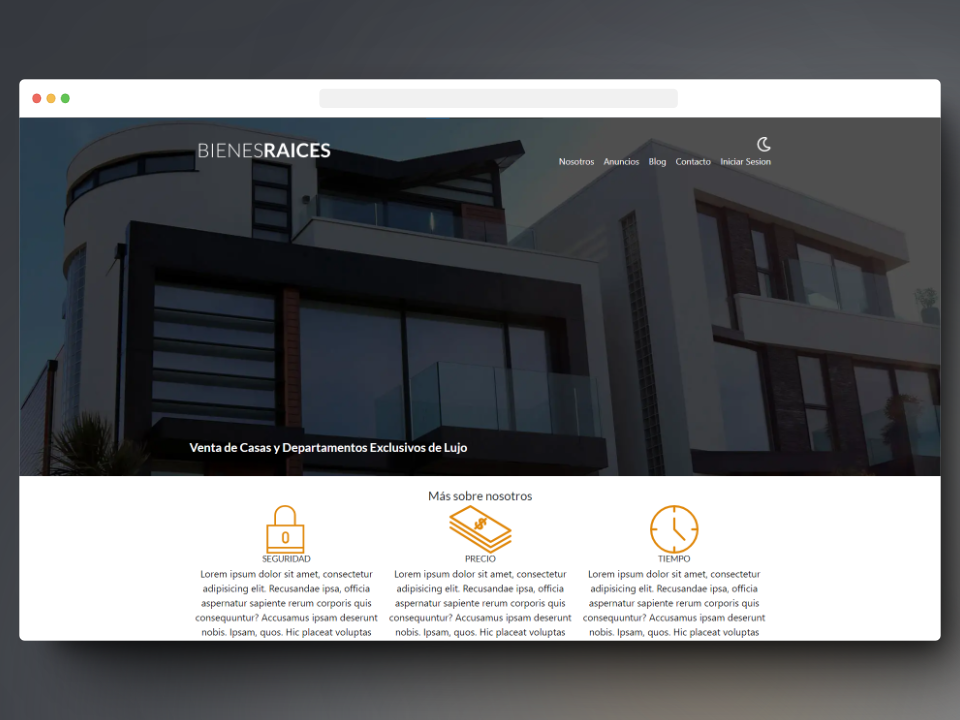 BIENESRAICES
Nosotros Anuncios Blog Contacto Iniciar Sesion
Venta de Casas y Departamentos Exclusivos de Lujo
Más sobre nosotros
0
$
SEGURIDAD
Lorem ipsum dolor sit amet, consectetur
adipisicing elit. Recusandae ipsa, officia
aspernatur sapiente rerum corporis quis
consequuntur? Accusamus ipsam deserunt
nobis. Ipsam, quos. Hic placeat voluptas
PRECIO
Lorem ipsum dolor sit amet, consectetur
adipisicing elit. Recusandae ipsa, officia
aspernatur sapiente rerum corporis quis
consequuntur? Accusamus ipsam deserunt
nobis. Ipsam, quos. Hic placeat voluptas
TIEMPO
Lorem ipsum dolor sit amet, consectetur
adipisicing elit. Recusandae ipsa, officia
aspernatur sapiente rerum corporis quis
consequuntur? Accusamus ipsam deserunt
nobis. Ipsam, quos. Hic placeat voluptas